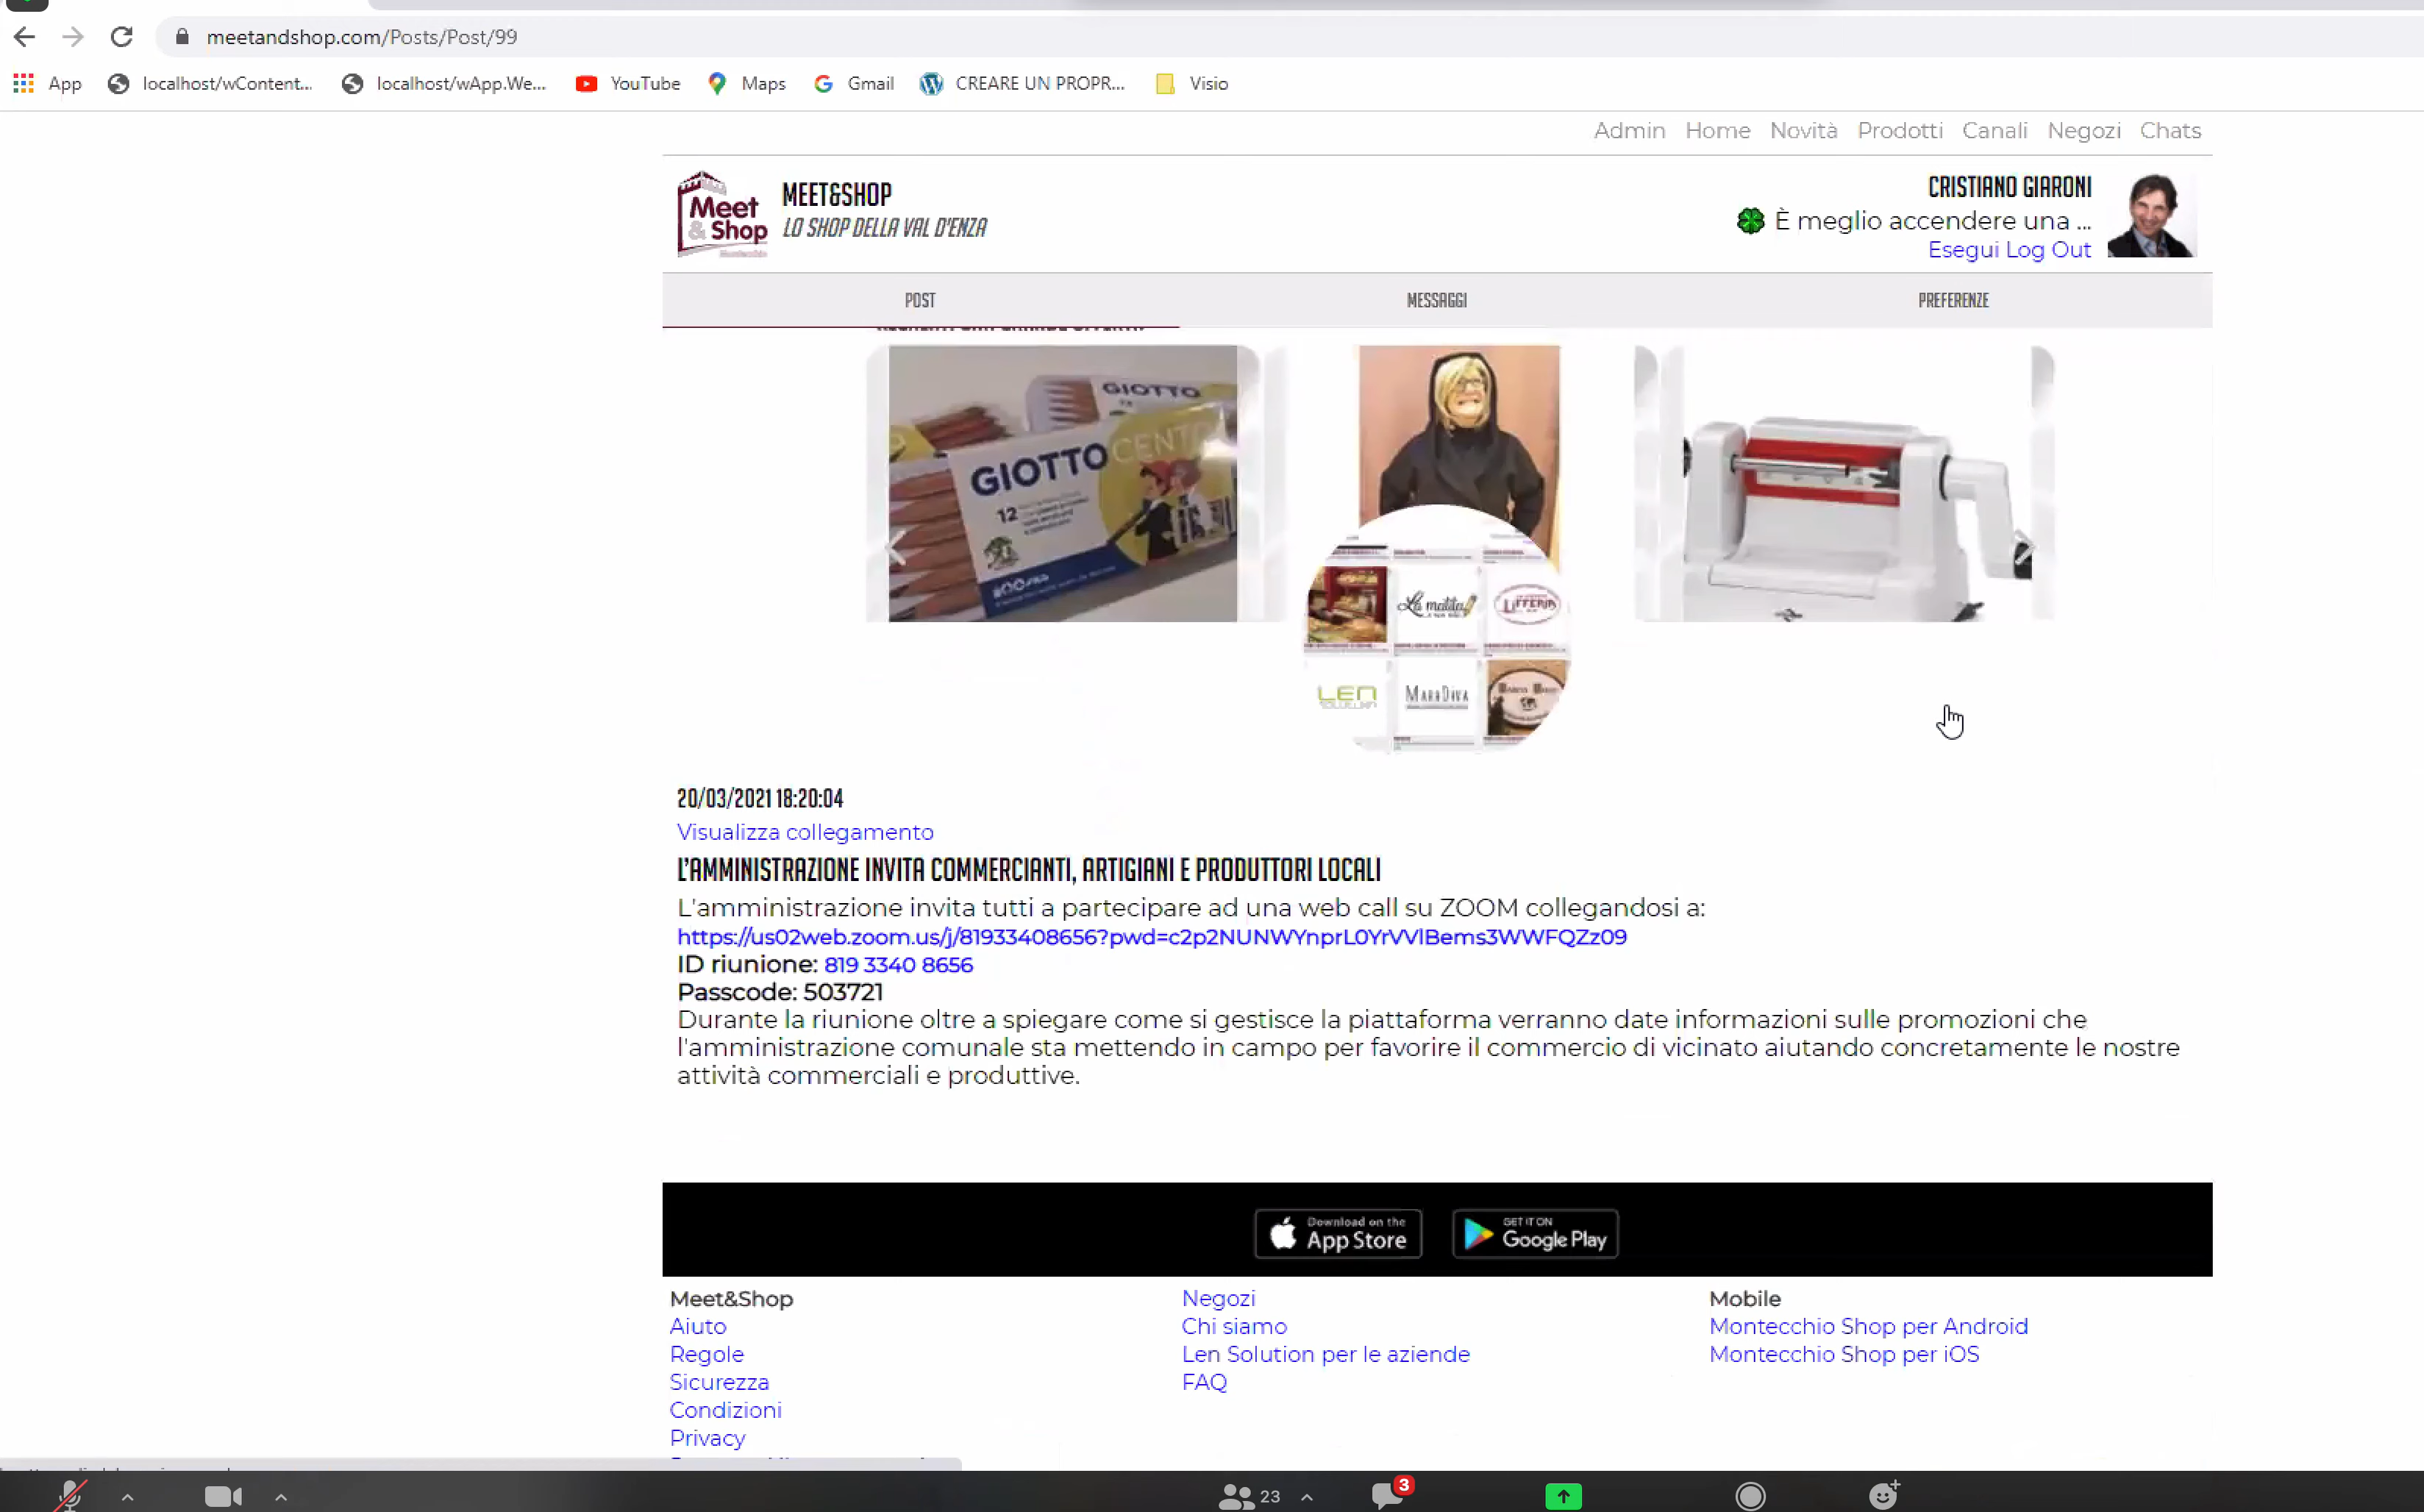 meetandshop.com/Posts/Post/99
App localhost/wContent... localhost/wApp.We... YouTube Maps Gmail CREARE UN PROPR... Visio
Admin Home Novità Prodotti Canali Negozi Chats
Meet
& Shop
Montecchio
MEET&SHOP
LO SHOP DELLA VAL D'ENZA
CRISTIANO GIARONI
È meglio accendere una ...
Esegui Log Out
POST MESSAGGI PREFERENZE
GIOTTO
GIOTTO CENTO
12
La matita
LEN
MARADIVA
20/03/2021 18:20:04
Visualizza collegamento
L'AMMINISTRAZIONE INVITA COMMERCIANTI, ARTIGIANI E PRODUTTORI LOCALI
L'amministrazione invita tutti a partecipare ad una web call su ZOOM collegandosi a:
https://us02web.zoom.us/j/81933408656?pwd=c2p2NUNWYnprL0YrVVlBems3WWFQZz09
ID riunione: 819 3340 8656
Passcode: 503721
Durante la riunione oltre a spiegare come si gestisce la piattaforma verranno date informazioni sulle promozioni che
l'amministrazione comunale sta mettendo in campo per favorire il commercio di vicinato aiutando concretamente le nostre
attività commerciali e produttive.
Download on the
App Store
GET IT ON
Google Play
Meet&Shop
Aiuto
Regole
Sicurezza
Condizioni
Privacy
Negozi
Chi siamo
Len Solution per le aziende
FAQ
Mobile
Montecchio Shop per Android
Montecchio Shop per iOS
23
3